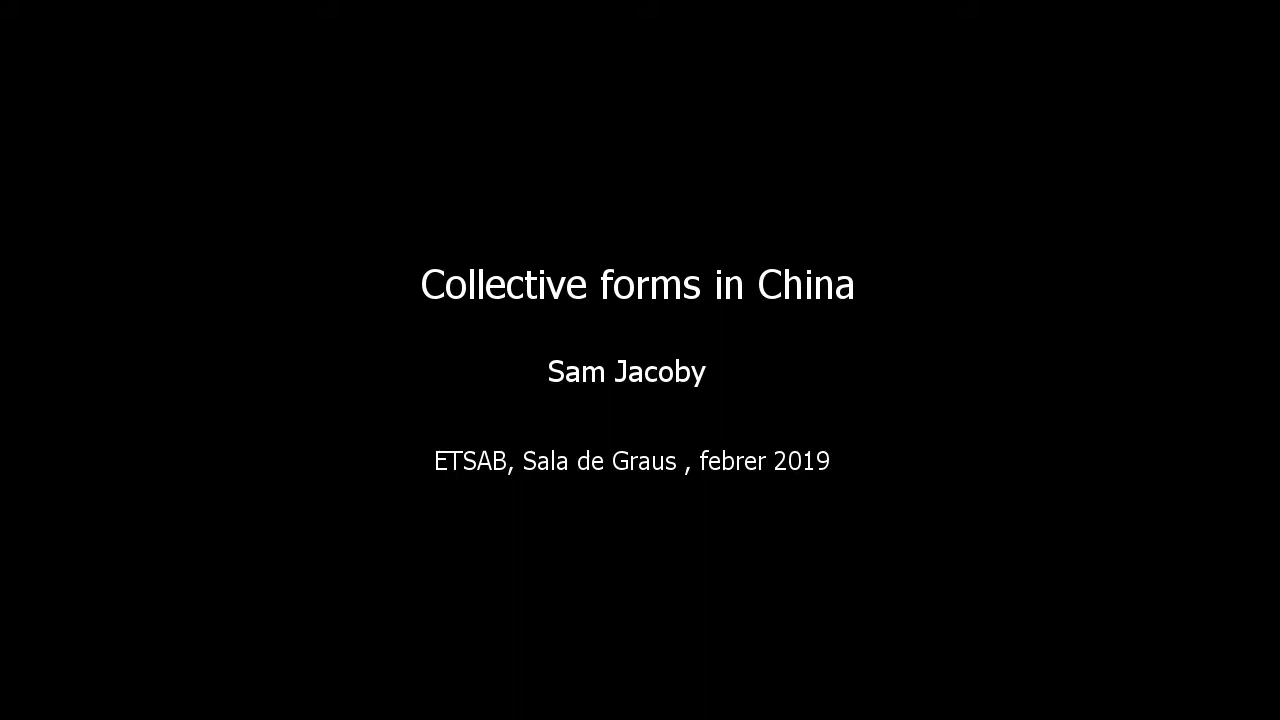 Collective forms in China
Sam Jacoby
ETSAB, Sala de Graus , febrer 2019